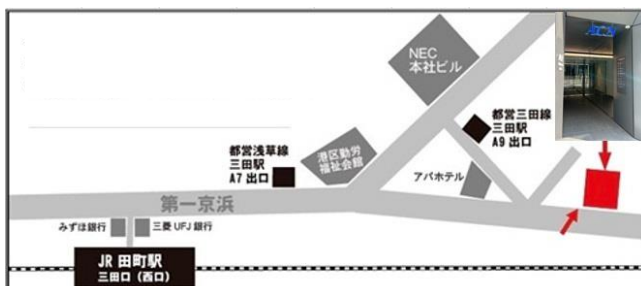 NEC
本社ビル
都営三田線
三田駅
A9 出口
都営浅草線
三田駅
A7 出口
港区勤労
福祉会館
アパホテル
第一京浜
みずほ銀行
三菱 UFJ 銀行
JR 田町駅
三田口（西口）